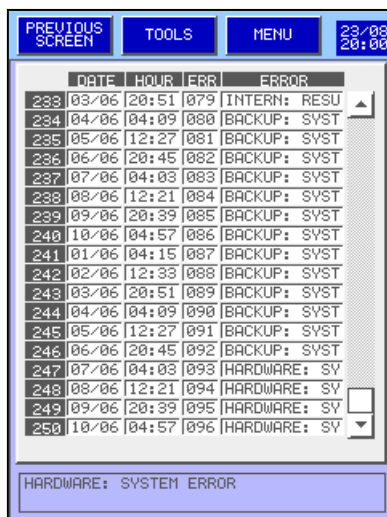 PREVIOUS SCREEN TOOLS MENU 23/08 20:00
DATE HOUR ERR ERROR
233 03/06 20:51 079 INTERN: RESU
234 04/06 04:09 080 BACKUP: SYST
235 05/06 12:27 081 BACKUP: SYST
236 06/06 20:45 082 BACKUP: SYST
237 07/06 04:03 083 BACKUP: SYST
238 08/06 12:21 084 BACKUP: SYST
239 09/06 20:39 085 BACKUP: SYST
240 10/06 04:57 086 BACKUP: SYST
241 01/06 04:15 087 BACKUP: SYST
242 02/06 12:33 088 BACKUP: SYST
243 03/06 20:51 089 BACKUP: SYST
244 04/06 04:09 090 BACKUP: SYST
245 05/06 12:27 091 BACKUP: SYST
246 06/06 20:45 092 BACKUP: SYST
247 07/06 04:03 093 HARDWARE: SY
248 08/06 12:21 094 HARDWARE: SY
249 09/06 20:39 095 HARDWARE: SY
250 10/06 04:57 096 HARDWARE: SY
HARDWARE: SYSTEM ERROR